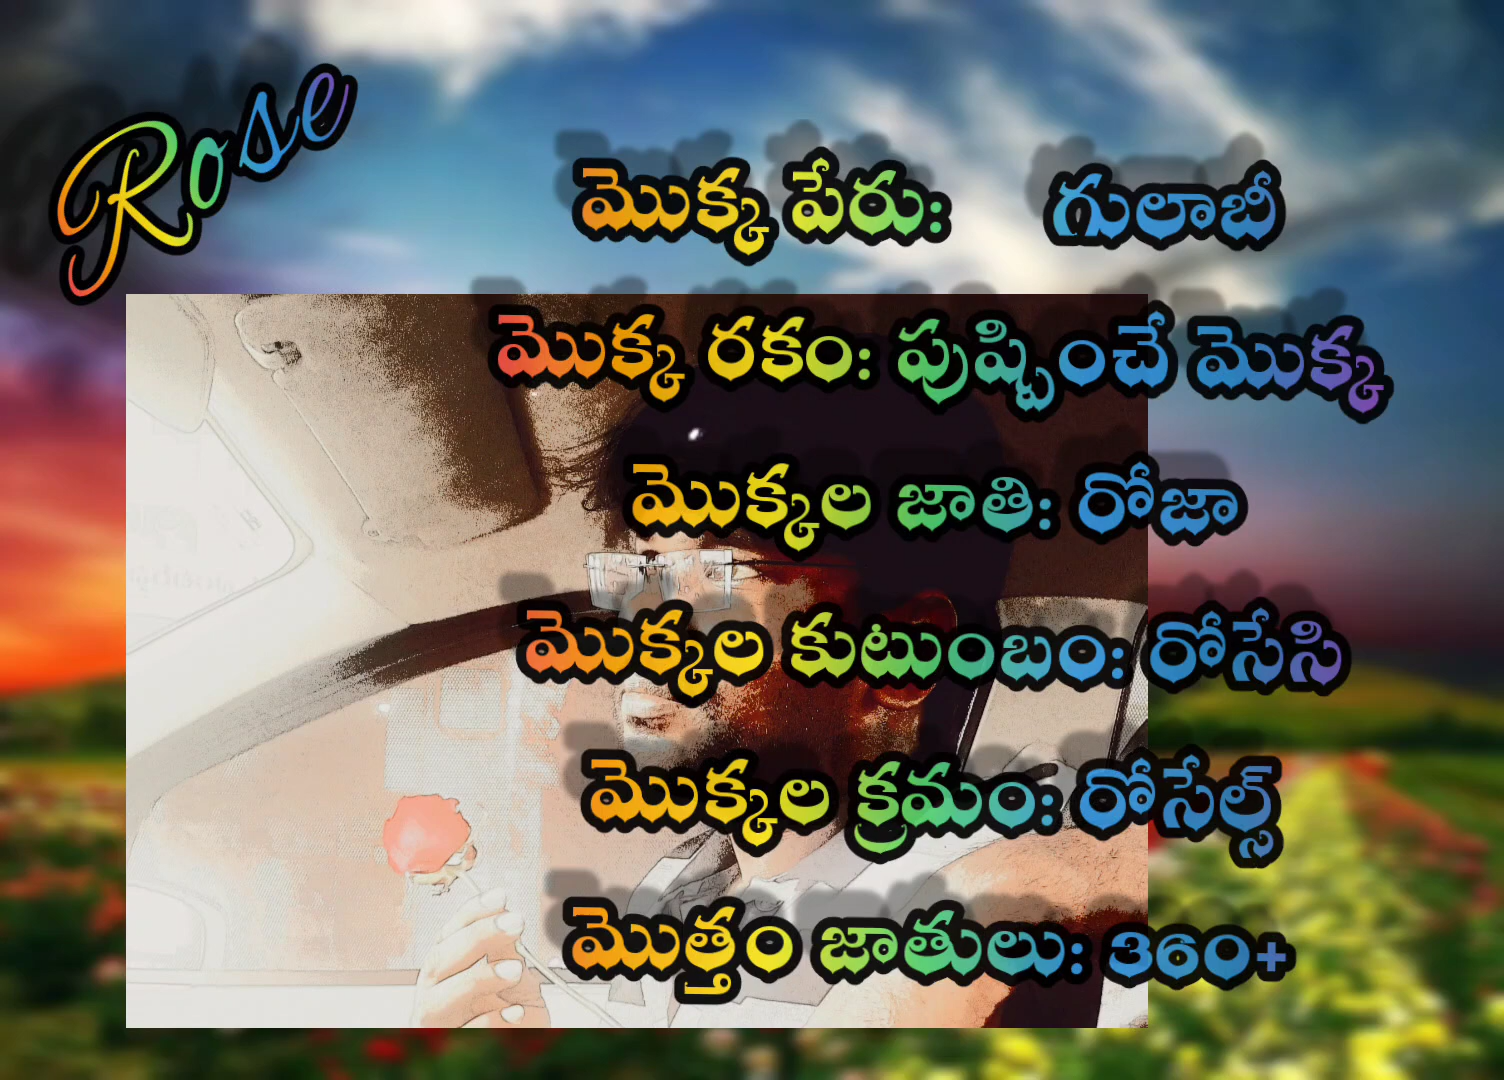 Rose
మొక్క పేరు: గులాబీ
మొక్క రకం: పుష్పించే మొక్క
మొక్కల జాతి: రోజా
మొక్కల కుటుంబం: రోసేసి
మొక్కల క్రమం: రోసేల్స్
మొత్తం జాతులు: 360+